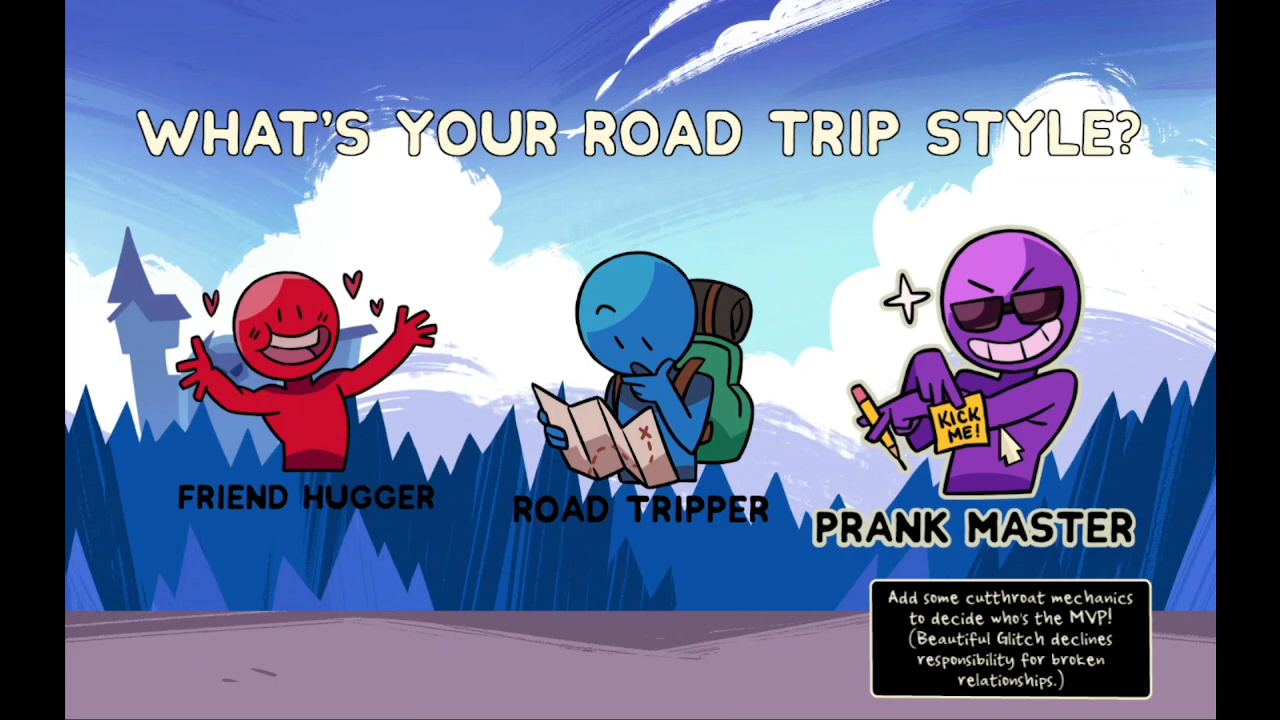 WHAT'S YOUR ROAD TRIP STYLE?
KICK
ME!
FRIEND HUGGER
ROAD TRIPPER
PRANK MASTER
Add some cutthroat mechanics
to decide who's the MVP!
(Beautiful Glitch declines
responsibility for broken
relationships.)